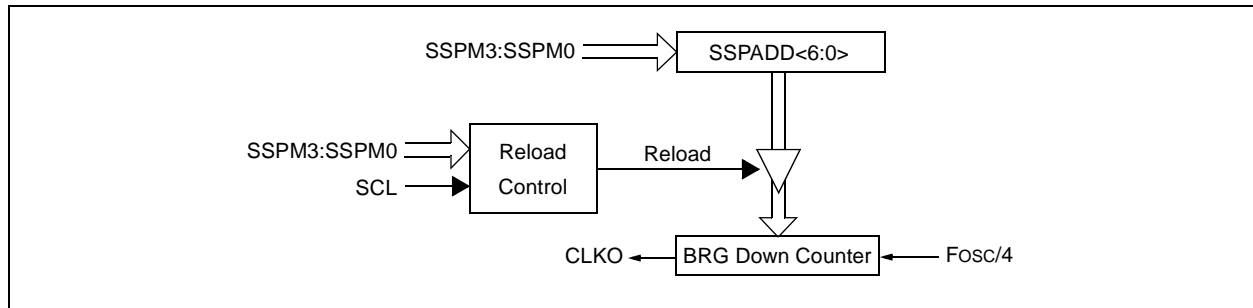 SSPM3:SSPM0
SSPADD<6:0>
SSPM3:SSPM0
SCL
Reload
Control
Reload
CLKO
BRG Down Counter
FOSC/4